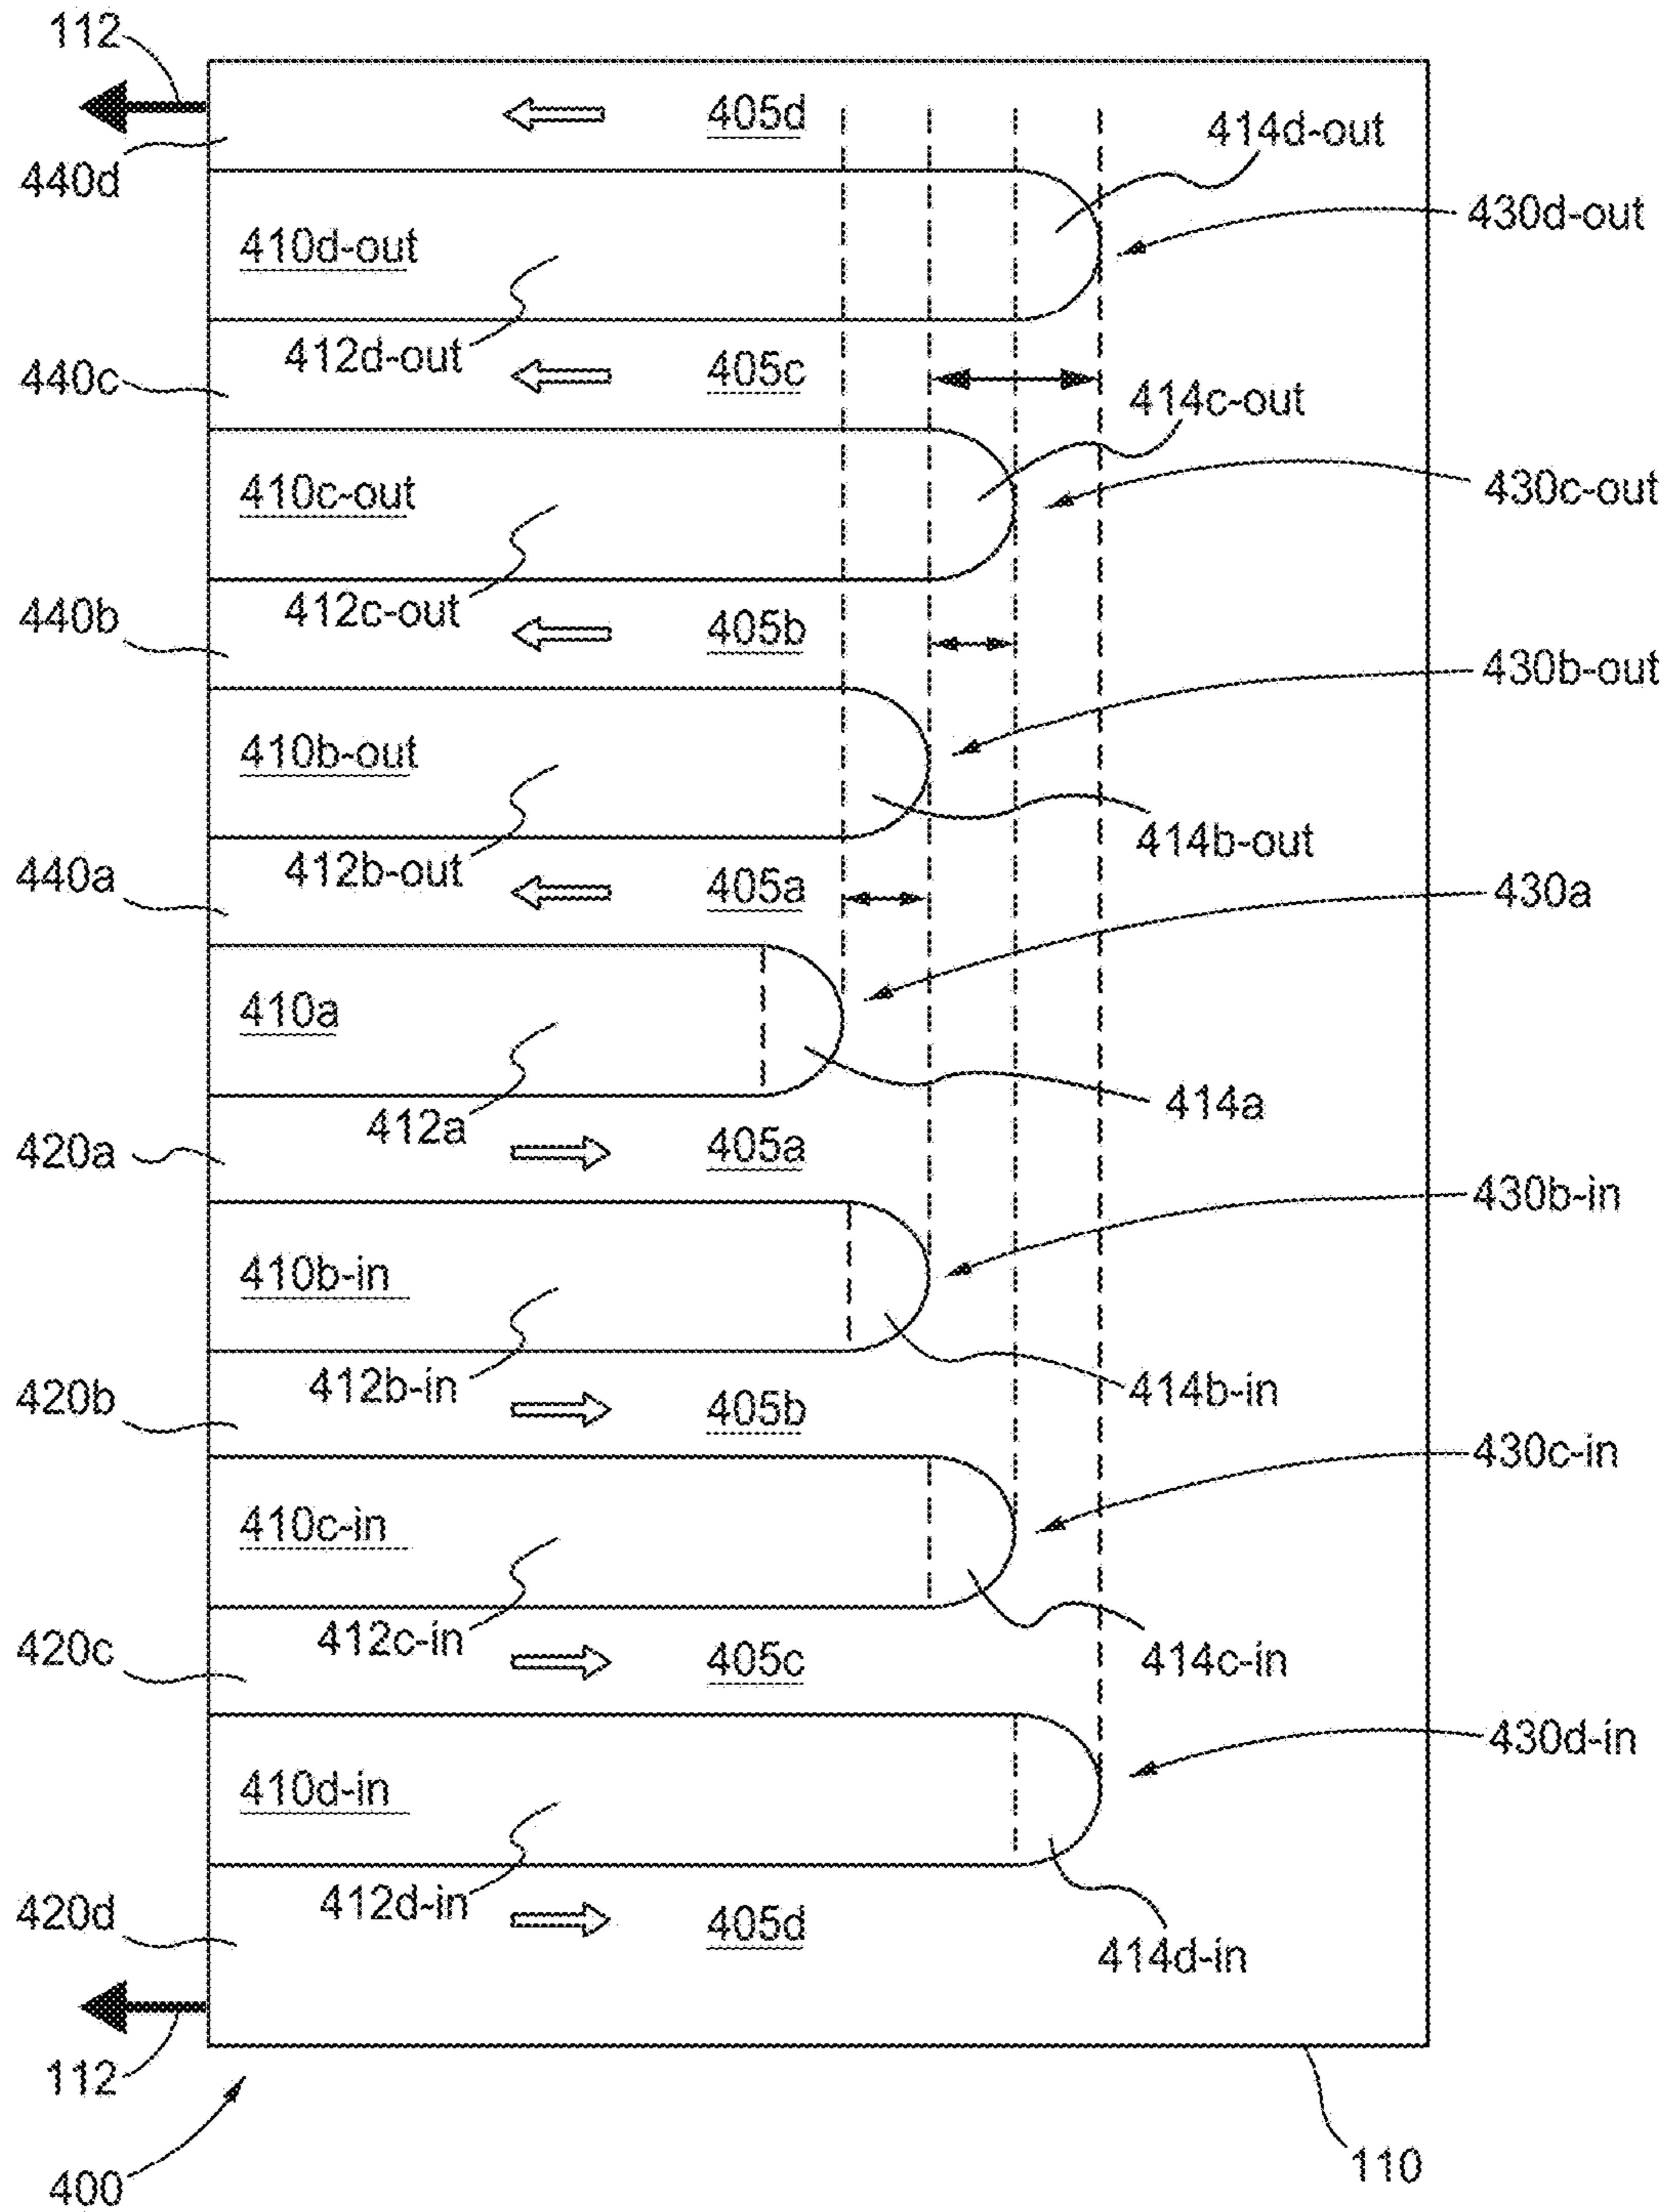 112
405d
414d-out
440d
430d-out
410d-out
412d-out
440c
405c
414c-out
410c-out
430c-out
412c-out
440b
405b
430b-out
410b-out
414b-out
412b-out
440a
405a
430a
410a
414a
412a
420a
405a
430b-in
410b-in
412b-in
414b-in
420b
405b
430c-in
410c-in
412c-in
420c
405c
414c-in
430d-in
410d-in
412d-in
420d
405d
414d-in
112
110
400